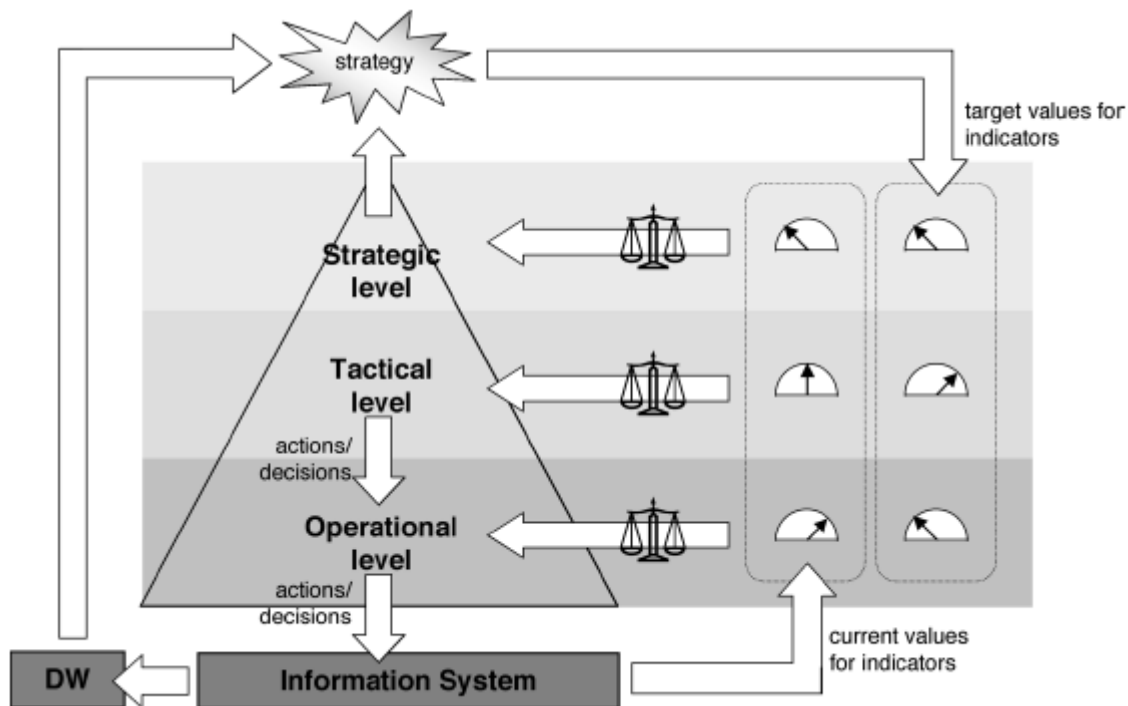 strategy
target values for
indicators
Strategic
level
Tactical
level
actions/
decisions
Operational
level
actions/
decisions
current values
for indicators
DW
Information System